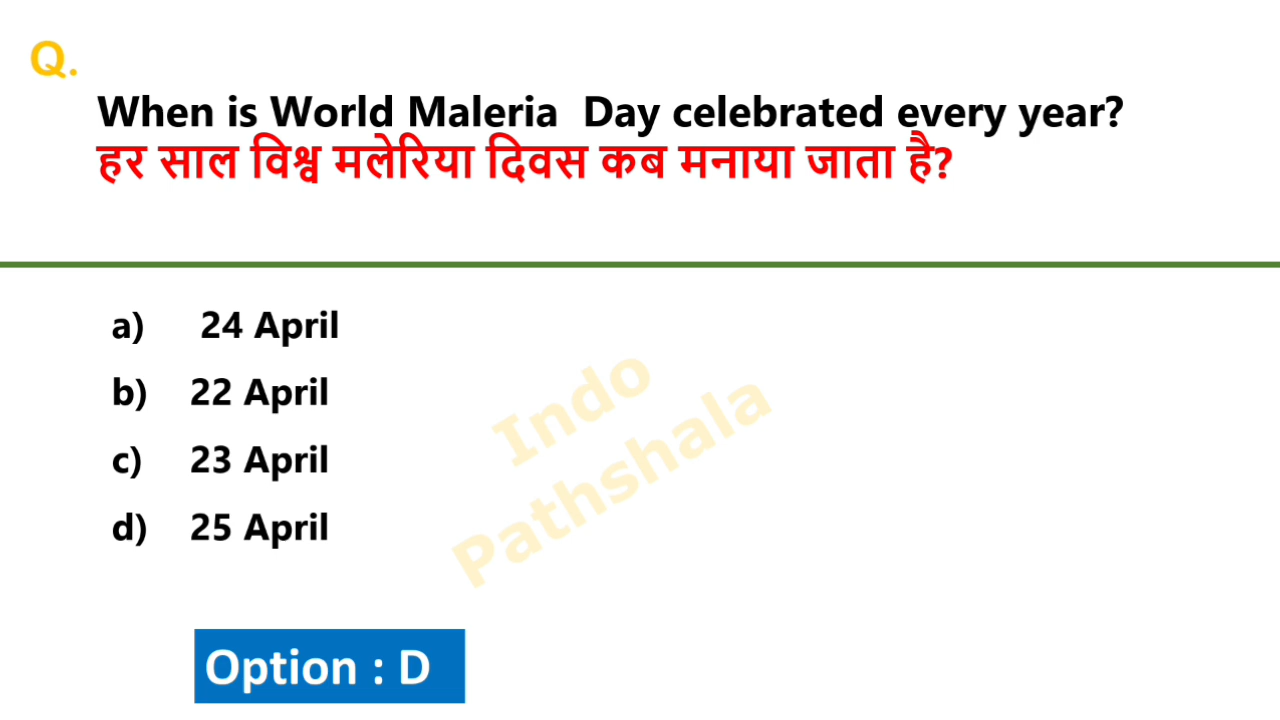 Q.
When is World Maleria Day celebrated every year?
हर साल विश्व मलेरिया दिवस कब मनाया जाता है?
a) 24 April
b) 22 April
c) 23 April
d) 25 April
Indo
Pathshala
Option : D